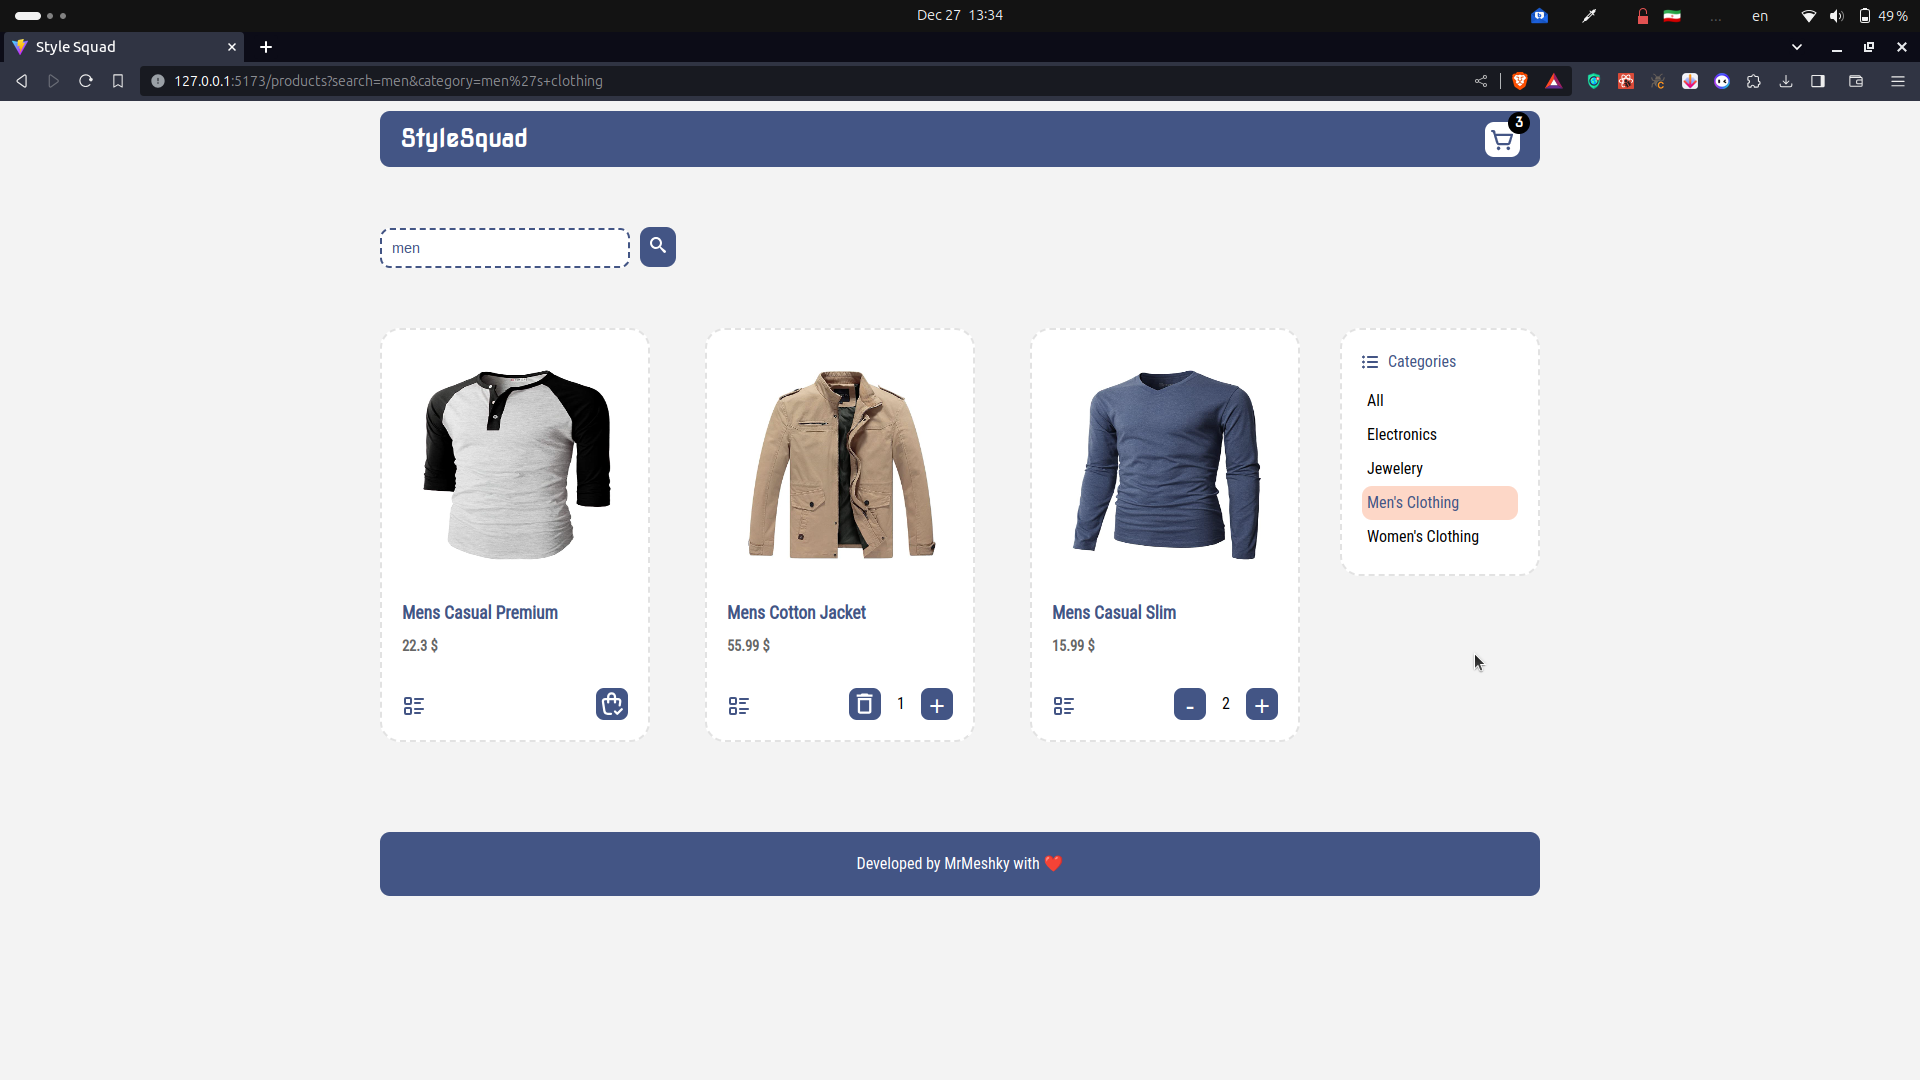 Dec 27 13:34
en
49 %
Style Squad
127.0.0.1:5173/products?search=men&category=men%27s+clothing
StyleSquad
3
men
Categories
All
Electronics
Jewelery
Men's Clothing
Women's Clothing
Mens Casual Premium
22.3 $
Mens Cotton Jacket
55.99 $
1
+
Mens Casual Slim
15.99 $
-
2
+
Developed by MrMeshky with ❤️